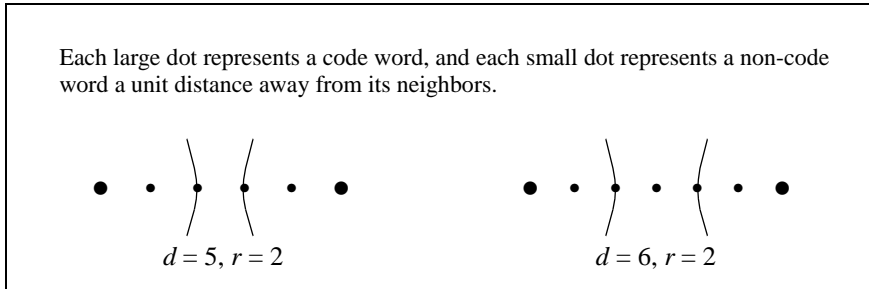 Each large dot represents a code word, and each small dot represents a non-code
word a unit distance away from its neighbors.
d = 5, r = 2
d = 6, r = 2